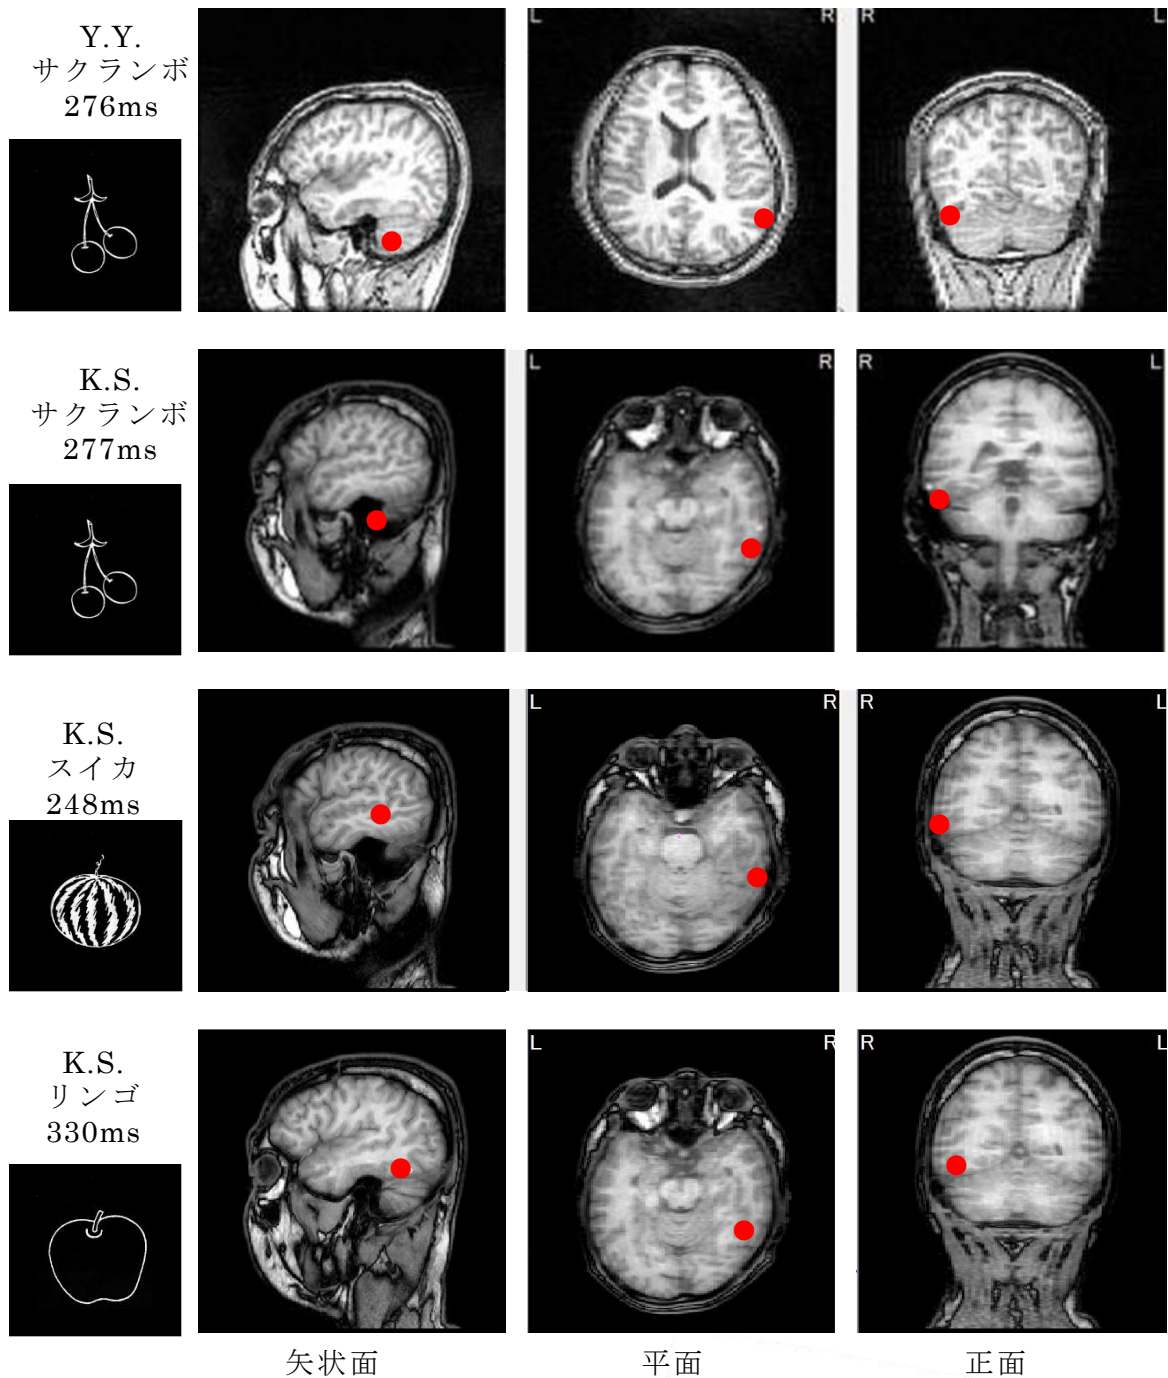 Y.Y.
サクランボ
276ms
L R
R L
K.S.
サクランボ
277ms
L R
R L
K.S.
スイカ
248ms
L R
R L
K.S.
リンゴ
330ms
L R
R L
矢状面 平面 正面